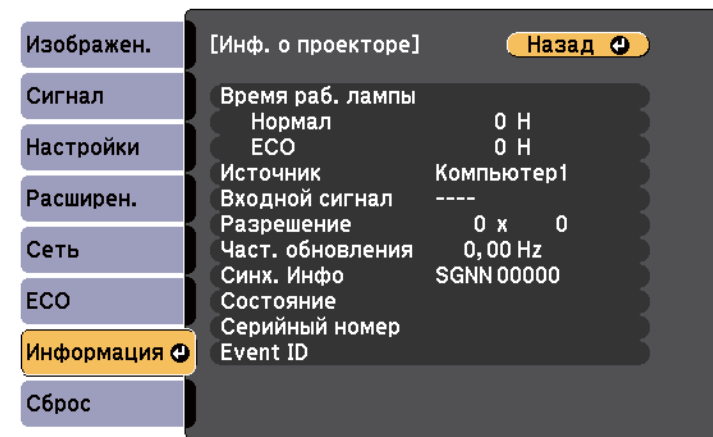 Изображен.
Сигнал
Настройки
Расширен.
Сеть
ECO
Информация
Сброс
[Инф. о проекторе] Назад
Время раб. лампы
Нормал 0 H
ECO 0 H
Источник Компьютер1
Входной сигнал ----
Разрешение 0 x 0
Част. обновления 0,00 Hz
Синх. Инфо SGNN 00000
Состояние
Серийный номер
Event ID